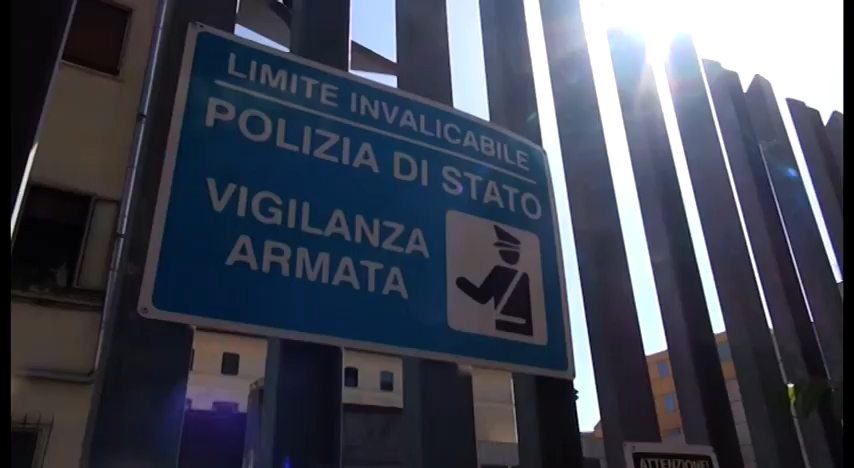 LIMITE INVALICABILE
POLIZIA DI STATO
VIGILANZA
ARMATA
ATTENZIONE!